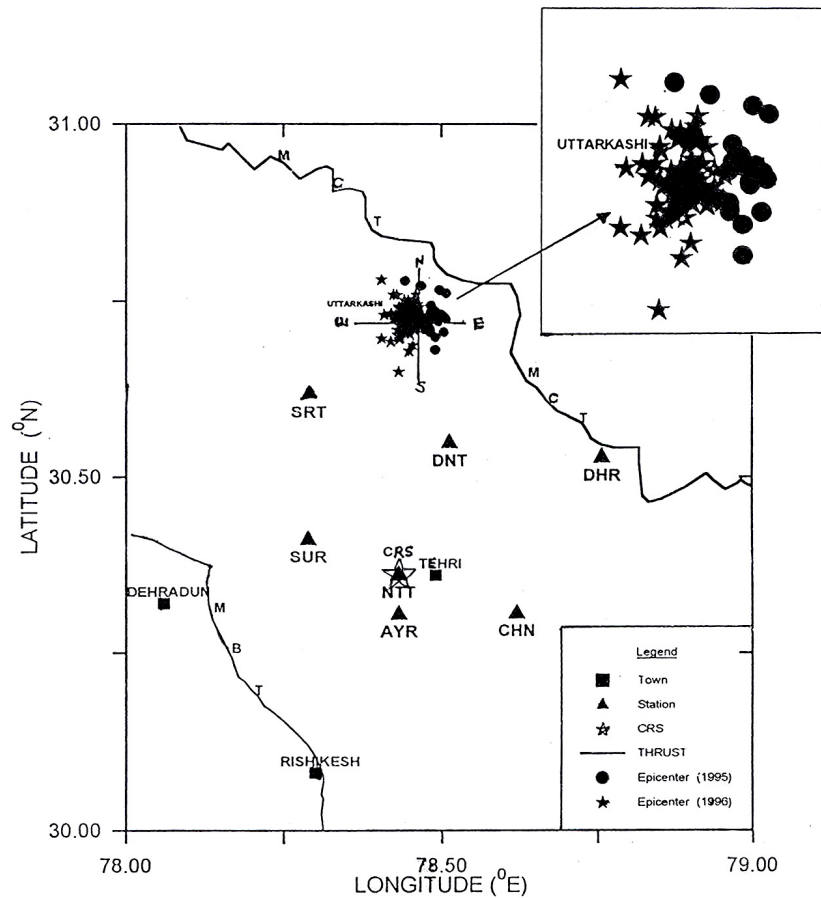 UTTARKASHI
31.00
M
C
T
N
UTTARKASHI
W
E
S
M
C
T
SRT
DNT
DHR
30.50
LATITUDE (⁰N)
SUR
CRS
TEHRI
NTT
DEHRADUN
M
AYR
CHN
B
Legend
T
Town
Station
CRS
THRUST
RISHIKESH
Epicenter (1995)
Epicenter (1996)
30.00
78.00
78.50
79.00
LONGITUDE (⁰E)